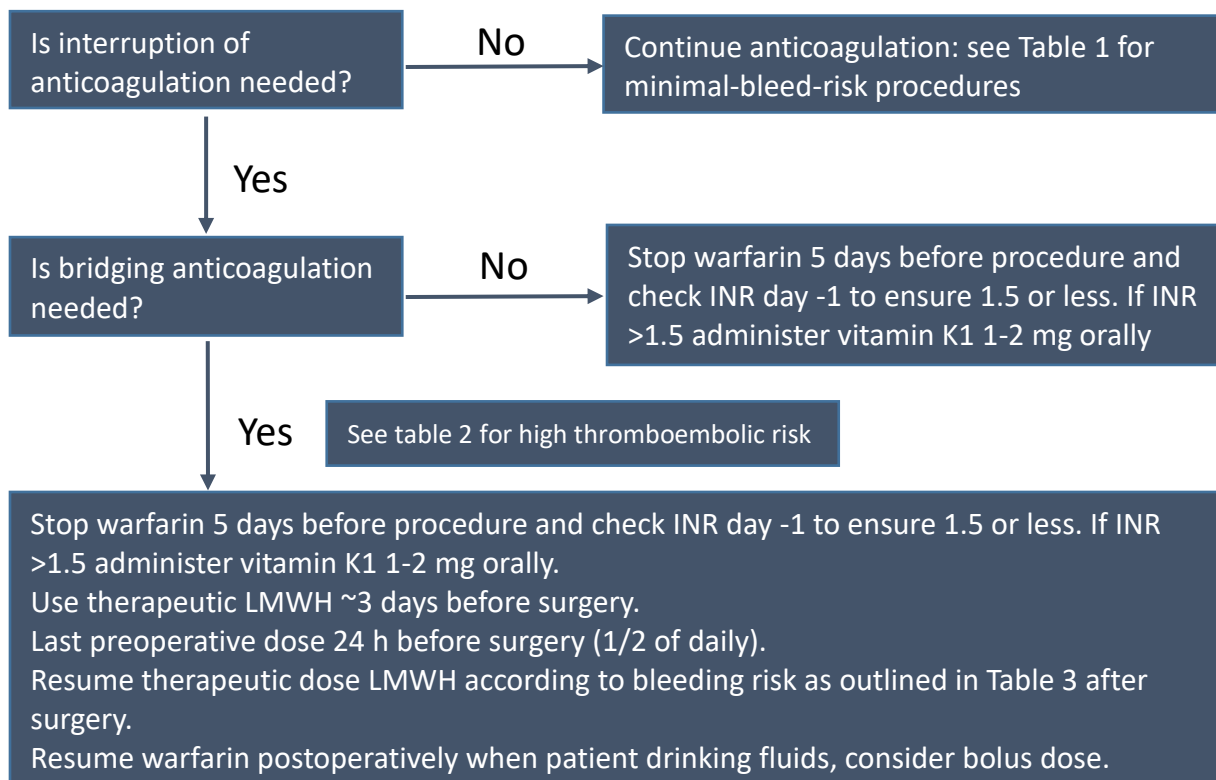 Is interruption of
anticoagulation needed?
No
Continue anticoagulation: see Table 1 for
minimal-bleed-risk procedures
Yes
Is bridging anticoagulation
needed?
No
Stop warfarin 5 days before procedure and
check INR day -1 to ensure 1.5 or less. If INR
>1.5 administer vitamin K1 1-2 mg orally
Yes
See table 2 for high thromboembolic risk
Stop warfarin 5 days before procedure and check INR day -1 to ensure 1.5 or less. If INR
>1.5 administer vitamin K1 1-2 mg orally.
Use therapeutic LMWH ~3 days before surgery.
Last preoperative dose 24 h before surgery (1/2 of daily).
Resume therapeutic dose LMWH according to bleeding risk as outlined in Table 3 after
surgery.
Resume warfarin postoperatively when patient drinking fluids, consider bolus dose.